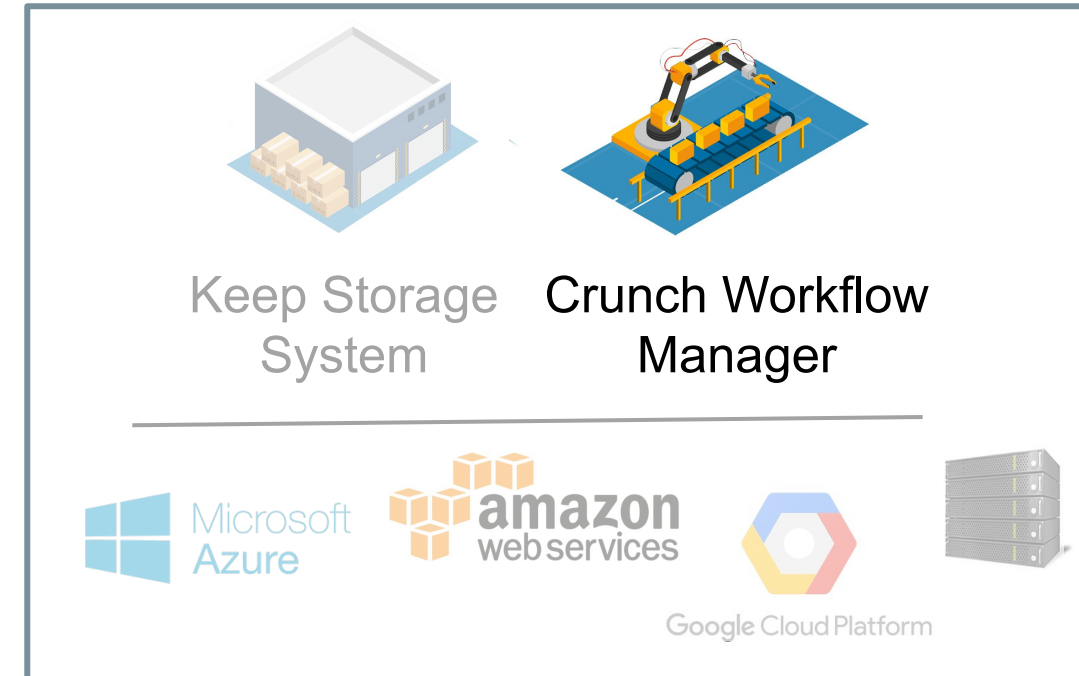 Keep Storage
System
Crunch Workflow
Manager
Microsoft
Azure
amazon
web services
Google Cloud Platform